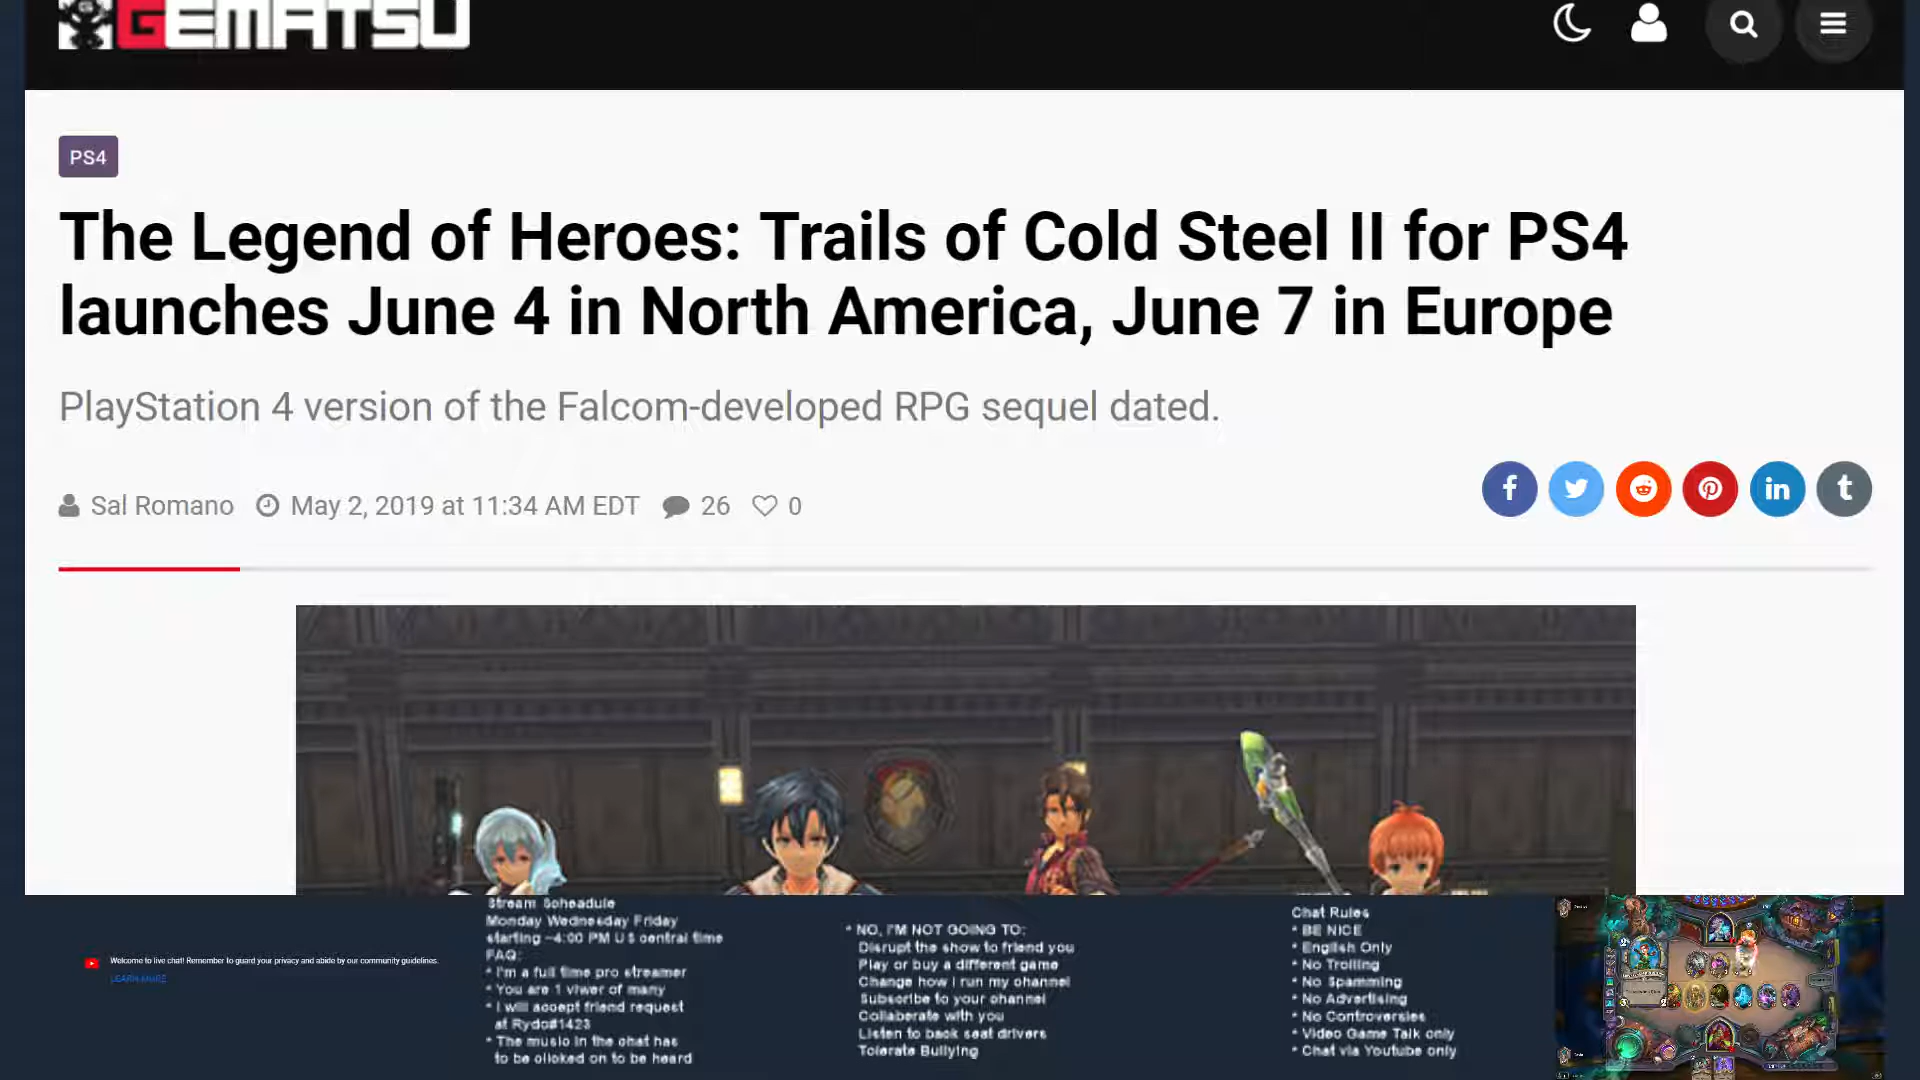 GEMATSU
PS4
The Legend of Heroes: Trails of Cold Steel II for PS4
launches June 4 in North America, June 7 in Europe
PlayStation 4 version of the Falcom-developed RPG sequel dated.
Sal Romano May 2, 2019 at 11:34 AM EDT 26 0
Welcome to live chat! Remember to guard your privacy and abide by our community guidelines.
LEARN MORE
Stream Scheadule
Monday Wednesday Friday
starting ~4:00 PM US central time
FAQ:
* I'm a full time pro streamer
* You are 1 viwer of many
* I will accept friend request
at Rydo#1423
* The music in the chat has
to be clicked on to be heard
* NO, I'M NOT GOING TO:
Disrupt the show to friend you
Play or buy a different game
Change how I run my channel
Subscribe to your channel
Collaberate with you
Listen to back seat drivers
Tolerate Bullying
Chat Rules
* BE NICE
* English Only
* No Trolling
* No Spamming
* No Advertising
* No Controversies
* Video Game Talk only
* Chat via Youtube only